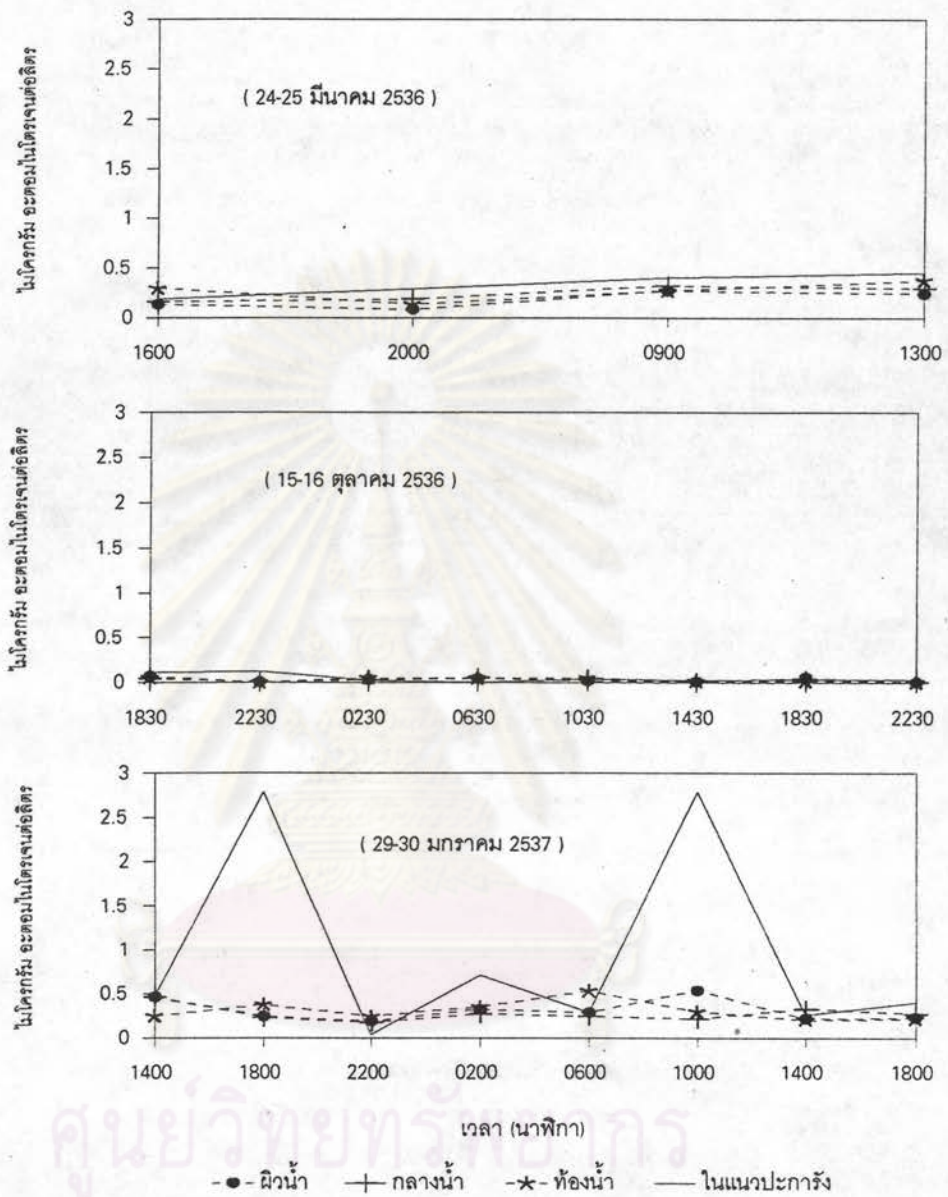 ไมโครกรัม อะตอมไนโตรเจนต่อลิตร
3
2.5
2
1.5
1
0.5
0
( 24-25 มีนาคม 2536 )
1600 2000 0900 1300
ไมโครกรัม อะตอมไนโตรเจนต่อลิตร
3
2.5
2
1.5
1
0.5
0
( 15-16 ตุลาคม 2536 )
1830 2230 0230 0630 1030 1430 1830 2230
ไมโครกรัม อะตอมไนโตรเจนต่อลิตร
3
2.5
2
1.5
1
0.5
0
( 29-30 มกราคม 2537 )
1400 1800 2200 0200 0600 1000 1400 1800
เวลา (นาฬิกา)
ศูนย์วิทยทรัพยากร
ผิวน้ำ กลางน้ำ ท้องน้ำ ในแนวปะการัง